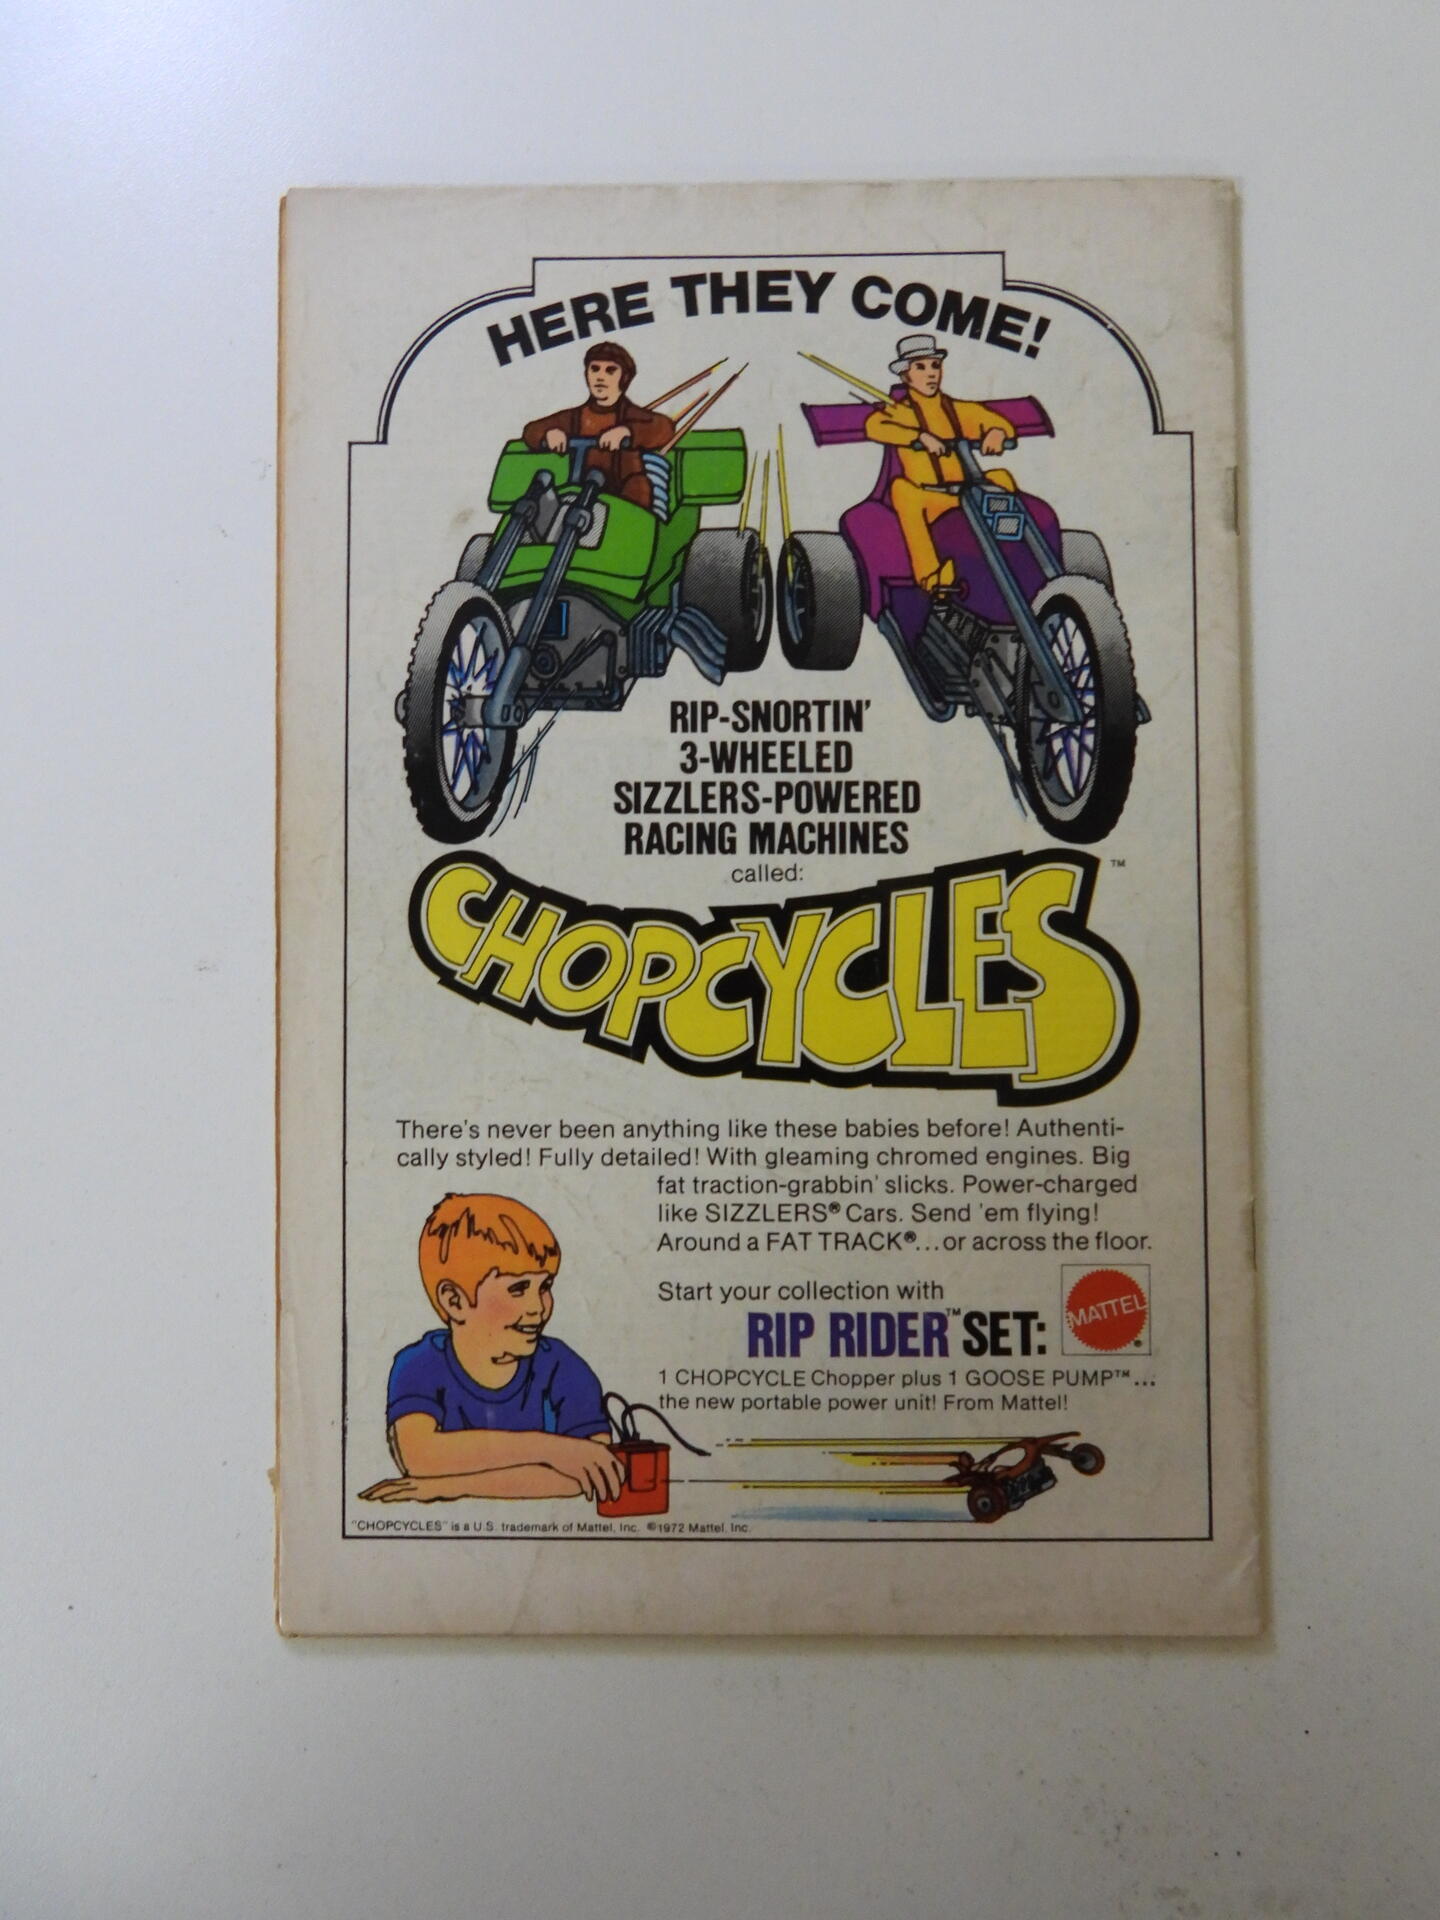 HERE THEY COME!
RIP-SNORTIN'
3-WHEELED
SIZZLERS-POWERED
RACING MACHINES
called:
CHOPCYCLES™
There's never been anything like these babies before! Authenti-
cally styled! Fully detailed! With gleaming chromed engines. Big
fat traction-grabbin' slicks. Power-charged
like SIZZLERS® Cars. Send 'em flying!
Around a FAT TRACK®...or across the floor.
Start your collection with
RIP RIDER™ SET:
MATTEL®
1 CHOPCYCLE Chopper plus 1 GOOSE PUMP™...
the new portable power unit! From Mattel!
"CHOPCYCLES" is a U.S. trademark of Mattel, Inc. ©1972 Mattel, Inc.